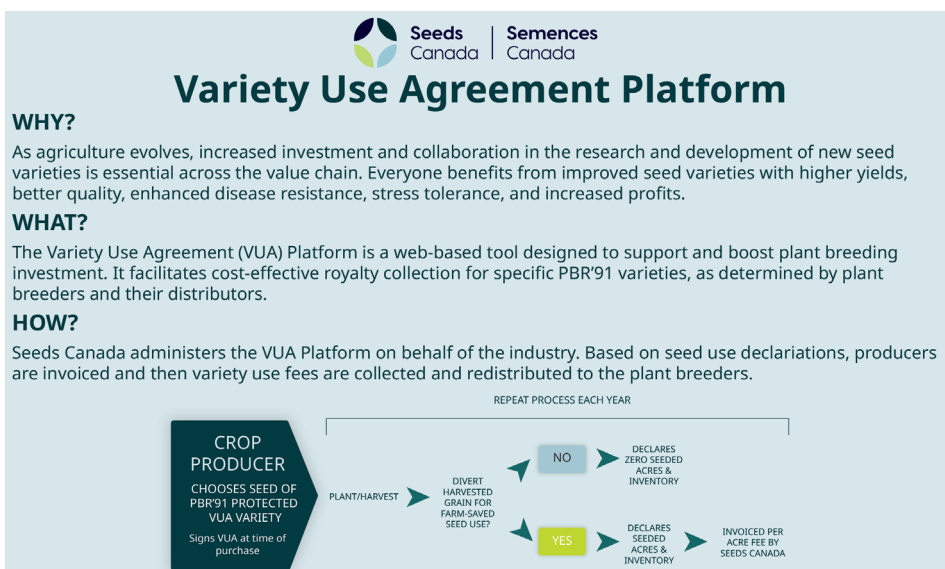 Seeds Canada | Semences Canada
Variety Use Agreement Platform
WHY?
As agriculture evolves, increased investment and collaboration in the research and development of new seed
varieties is essential across the value chain. Everyone benefits from improved seed varieties with higher yields,
better quality, enhanced disease resistance, stress tolerance, and increased profits.
WHAT?
The Variety Use Agreement (VUA) Platform is a web-based tool designed to support and boost plant breeding
investment. It facilitates cost-effective royalty collection for specific PBR'91 varieties, as determined by plant
breeders and their distributors.
HOW?
Seeds Canada administers the VUA Platform on behalf of the industry. Based on seed use declariations, producers
are invoiced and then variety use fees are collected and redistributed to the plant breeders.
REPEAT PROCESS EACH YEAR
CROP
PRODUCER
CHOOSES SEED OF
PBR'91 PROTECTED
VUA VARIETY
Signs VUA at time of
purchase
PLANT/HARVEST
DIVERT
HARVESTED
GRAIN FOR
FARM-SAVED
SEED USE?
NO
DECLARES
ZERO SEEDED
ACRES &
INVENTORY
YES
DECLARES
SEEDED
ACRES &
INVENTORY
INVOICED PER
ACRE FEE BY
SEEDS CANADA